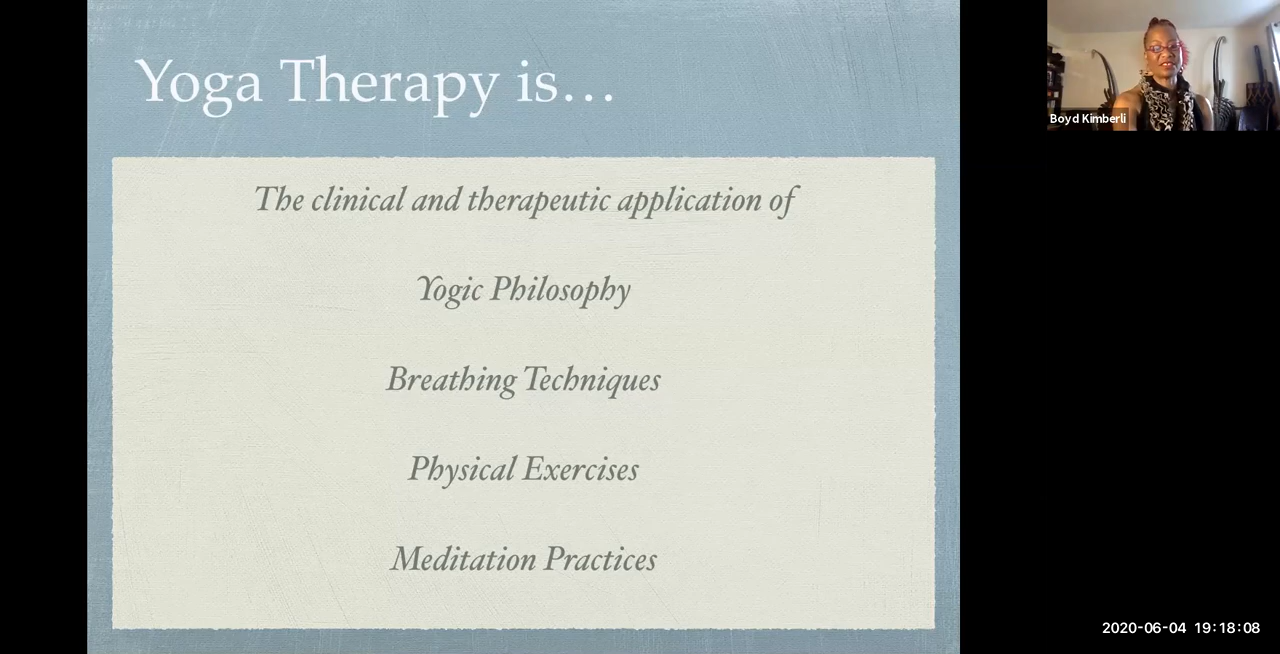 Yoga Therapy is...
The clinical and therapeutic application of
Yogic Philosophy
Breathing Techniques
Physical Exercises
Meditation Practices
Boyd Kimberli
2020-06-04 19:18:08